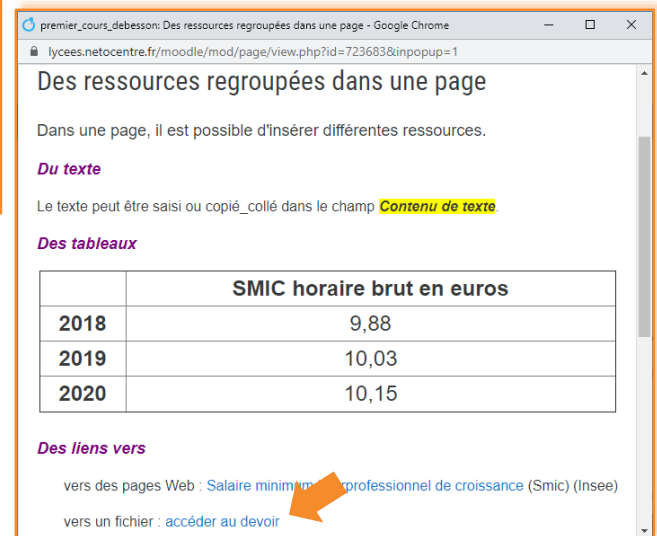 premier_cours_debesson: Des ressources regroupées dans une page - Google Chrome
lycees.netocentre.fr/moodle/mod/page/view.php?id=723683&inpopup=1
Des ressources regroupées dans une page
Dans une page, il est possible d'insérer différentes ressources.
Du texte
Le texte peut être saisi ou copié_collé dans le champ Contenu de texte.
Des tableaux
SMIC horaire brut en euros
2018 9,88
2019 10,03
2020 10,15
Des liens vers
vers des pages Web : Salaire professionnel de croissance (Smic) (Insee)
vers un fichier : accéder au devoir